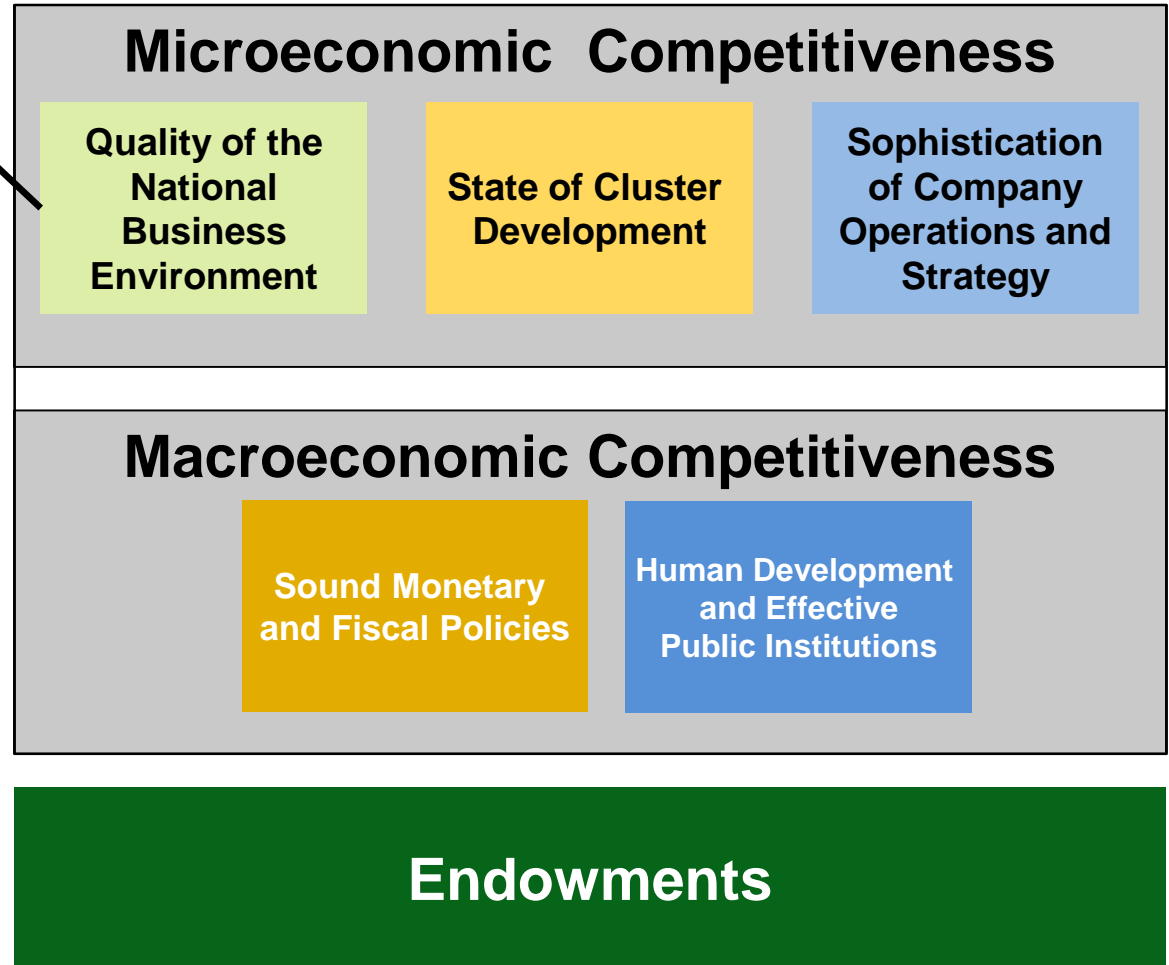 Microeconomic Competitiveness
Quality of the
National
Business
Environment
State of Cluster
Development
Sophistication
of Company
Operations and
Strategy
Macroeconomic Competitiveness
Sound Monetary
and Fiscal Policies
Human Development
and Effective
Public Institutions
Endowments